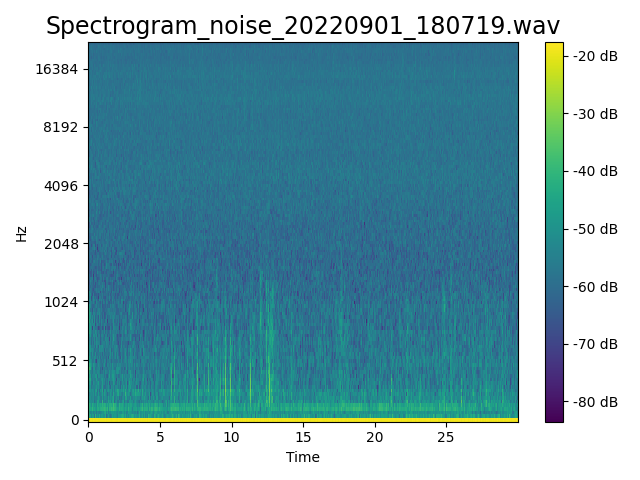 Spectrogram_noise_20220901_180719.wav
16384
8192
4096
2048
1024
512
0
Hz
0 5 10 15 20 25
Time
-20 dB
-30 dB
-40 dB
-50 dB
-60 dB
-70 dB
-80 dB